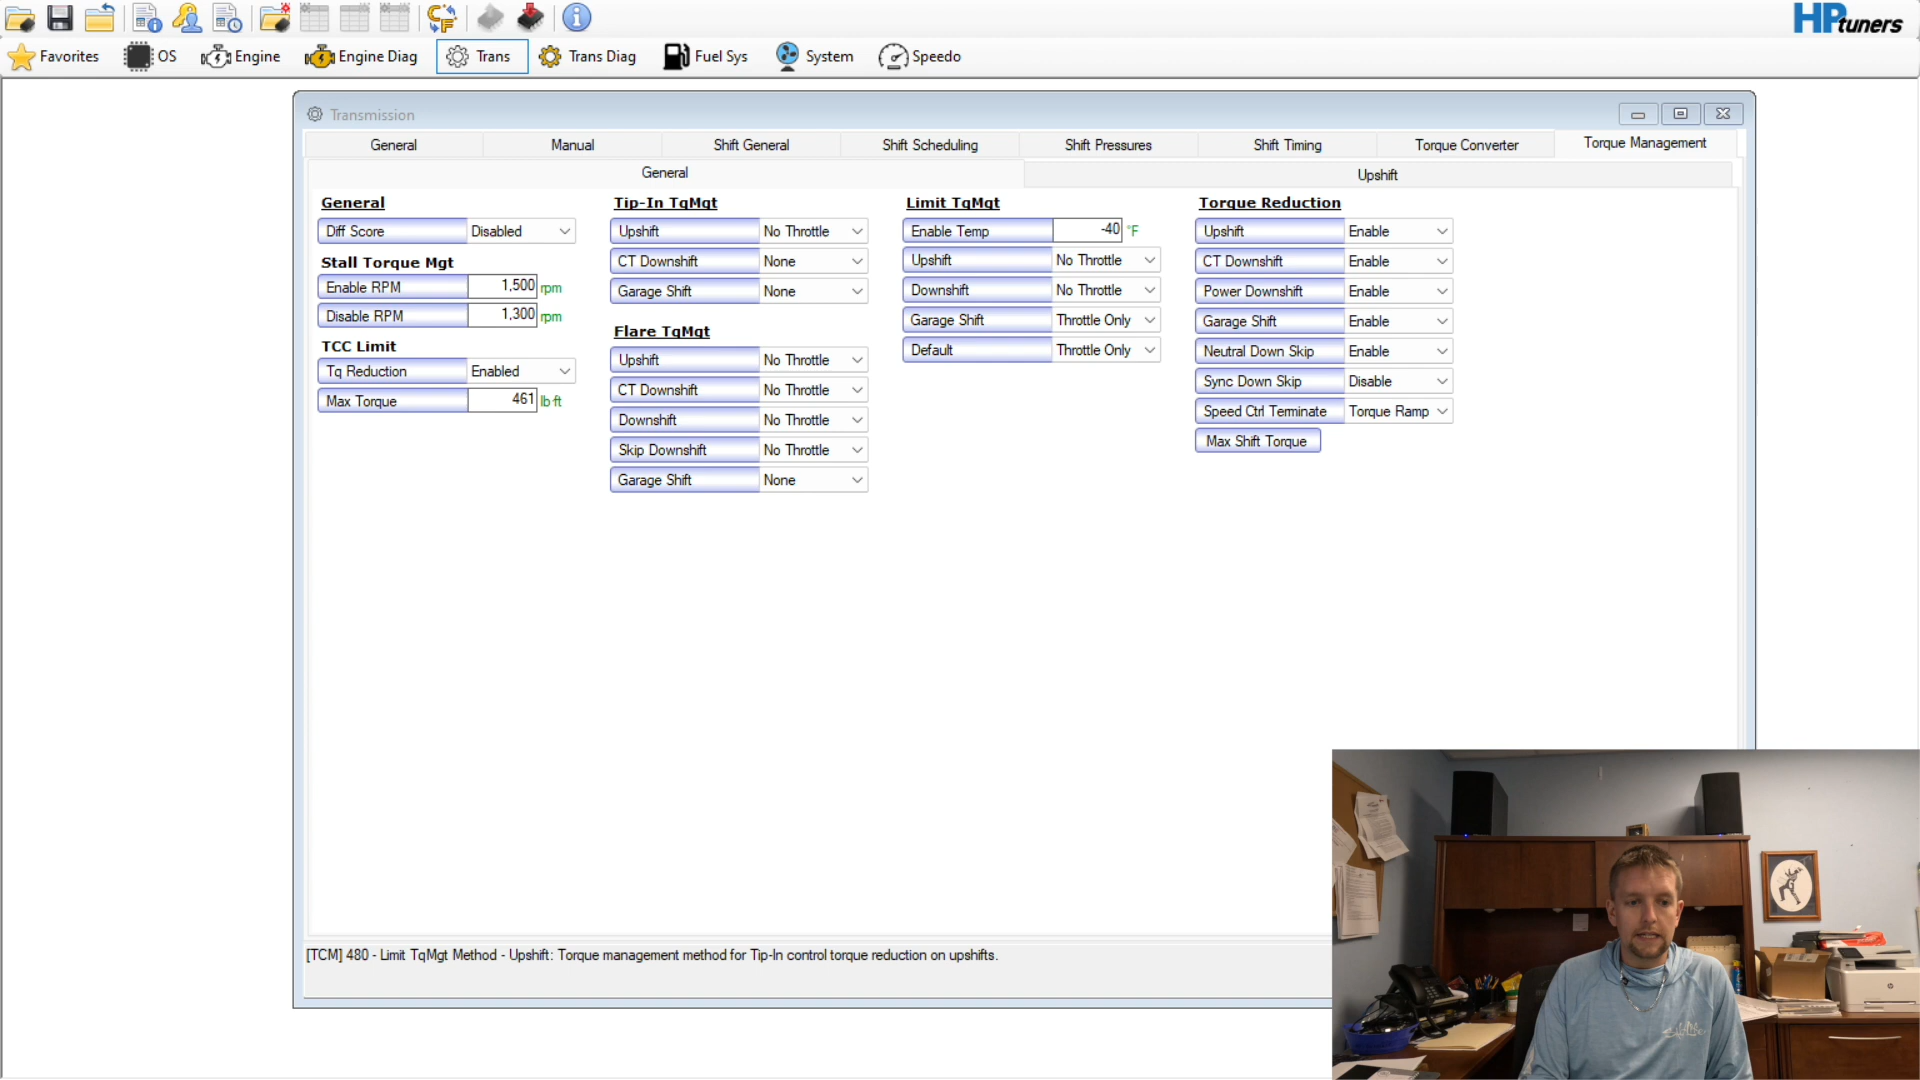 HPtuners
Favorites OS Engine Engine Diag Trans Trans Diag Fuel Sys System Speedo
Transmission
General Manual Shift General Shift Scheduling Shift Pressures Shift Timing Torque Converter Torque Management
General Upshift
General
Diff Score Disabled
Stall Torque Mgt
Enable RPM 1,500 rpm
Disable RPM 1,300 rpm
TCC Limit
Tq Reduction Enabled
Max Torque 461 lb·ft
Tip-In TqMgt
Upshift No Throttle
CT Downshift None
Garage Shift None
Flare TqMgt
Upshift No Throttle
CT Downshift No Throttle
Downshift No Throttle
Skip Downshift No Throttle
Garage Shift None
Limit TqMgt
Enable Temp -40 °F
Upshift No Throttle
Downshift No Throttle
Garage Shift Throttle Only
Default Throttle Only
Torque Reduction
Upshift Enable
CT Downshift Enable
Power Downshift Enable
Garage Shift Enable
Neutral Down Skip Enable
Sync Down Skip Disable
Speed Ctrl Terminate Torque Ramp
Max Shift Torque
[TCM] 480 - Limit TqMgt Method - Upshift: Torque management method for Tip-In control torque reduction on upshifts.